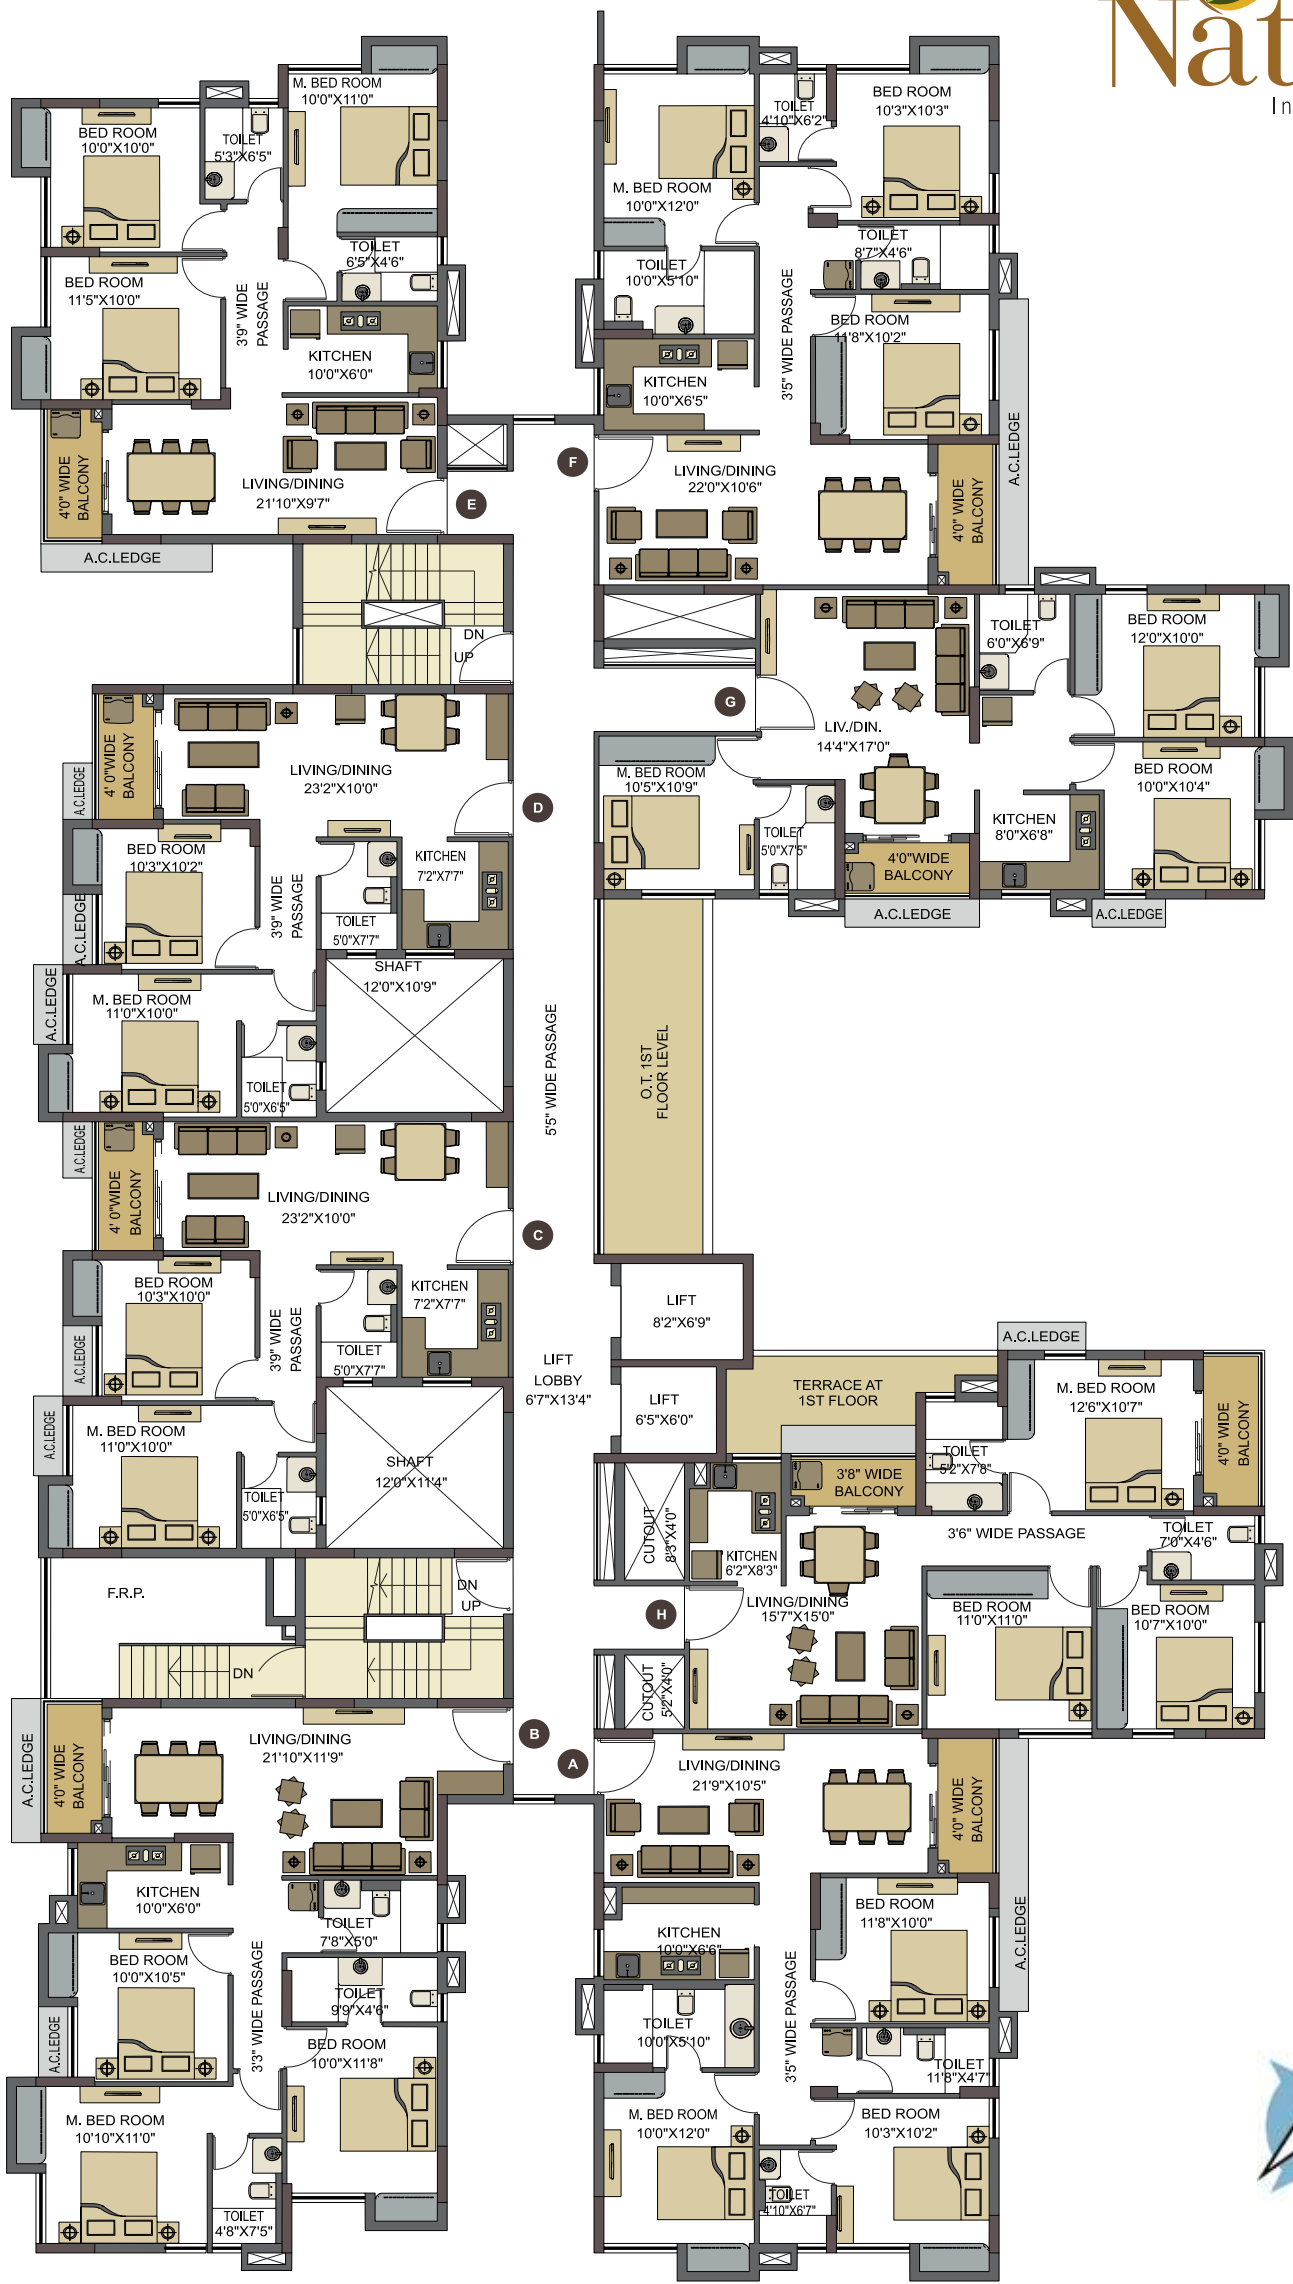 Nat
In
M. BED ROOM
10'0"X11'0"
BED ROOM
10'0"X10'0"
TOILET
5'3"X6'5"
TOILET
6'5"X4'6"
BED ROOM
11'5"X10'0"
3'9" WIDE
PASSAGE
KITCHEN
10'0"X6'0"
4'0" WIDE
BALCONY
LIVING/DINING
21'10"X9'7"
E
A.C.LEDGE
DN
UP
TOILET
4'10"X6'2"
BED ROOM
10'3"X10'3"
M. BED ROOM
10'0"X12'0"
TOILET
8'7"X4'6"
TOILET
10'0"X5'10"
3'5" WIDE PASSAGE
BED ROOM
11'8"X10'2"
KITCHEN
10'0"X6'5"
A.C.LEDGE
F
LIVING/DINING
22'0"X10'6"
4'0" WIDE
BALCONY
TOILET
6'0"X6'9"
BED ROOM
12'0"X10'0"
G
LIV./DIN.
14'4"X17'0"
M. BED ROOM
10'5"X10'9"
BED ROOM
10'0"X10'4"
TOILET
5'0"X7'5"
KITCHEN
8'0"X6'8"
4'0"WIDE
BALCONY
A.C.LEDGE
A.C.LEDGE
4' 0"WIDE
BALCONY
A.C.LEDGE
LIVING/DINING
23'2"X10'0"
D
BED ROOM
10'3"X10'2"
KITCHEN
7'2"X7'7"
3'9" WIDE
PASSAGE
TOILET
5'0"X7'7"
A.C.LEDGE
SHAFT
12'0"X10'9"
A.C.LEDGE
M. BED ROOM
11'0"X10'0"
TOILET
5'0"X6'5"
5'5" WIDE PASSAGE
O.T. 1ST
FLOOR LEVEL
A.C.LEDGE
4' 0"WIDE
BALCONY
LIVING/DINING
23'2"X10'0"
C
BED ROOM
10'3"X10'0"
KITCHEN
7'2"X7'7"
3'9" WIDE
PASSAGE
TOILET
5'0"X7'7"
A.C.LEDGE
A.C.LEDGE
M. BED ROOM
11'0"X10'0"
SHAFT
12'0"X11'4"
TOILET
5'0"X6'5"
LIFT
LOBBY
6'7"X13'4"
LIFT
8'2"X6'9"
LIFT
6'5"X6'0"
TERRACE AT
1ST FLOOR
A.C.LEDGE
M. BED ROOM
12'6"X10'7"
4'0" WIDE
BALCONY
TOILET
5'2"X7'8"
3'8" WIDE
BALCONY
CUTOUT
8'3"X4'0"
KITCHEN
6'2"X8'3"
3'6" WIDE PASSAGE
TOILET
7'0"X4'6"
H
LIVING/DINING
15'7"X15'0"
BED ROOM
11'0"X11'0"
BED ROOM
10'7"X10'0"
CUTOUT
5'2"X4'0"
F.R.P.
DN
UP
DN
A.C.LEDGE
4'0" WIDE
BALCONY
LIVING/DINING
21'10"X11'9"
B
A
KITCHEN
10'0"X6'0"
TOILET
7'8"X5'0"
BED ROOM
10'0"X10'5"
TOILET
9'9"X4'6"
A.C.LEDGE
3'3" WIDE PASSAGE
BED ROOM
10'0"X11'8"
M. BED ROOM
10'10"X11'0"
TOILET
4'8"X7'5"
LIVING/DINING
21'9"X10'5"
4'0" WIDE
BALCONY
BED ROOM
11'8"X10'0"
KITCHEN
10'0"X6'6"
A.C.LEDGE
3'5" WIDE PASSAGE
TOILET
10'0"X5'10"
TOILET
11'8"X4'7"
M. BED ROOM
10'0"X12'0"
BED ROOM
10'3"X10'2"
TOILET
4'10"X6'7"